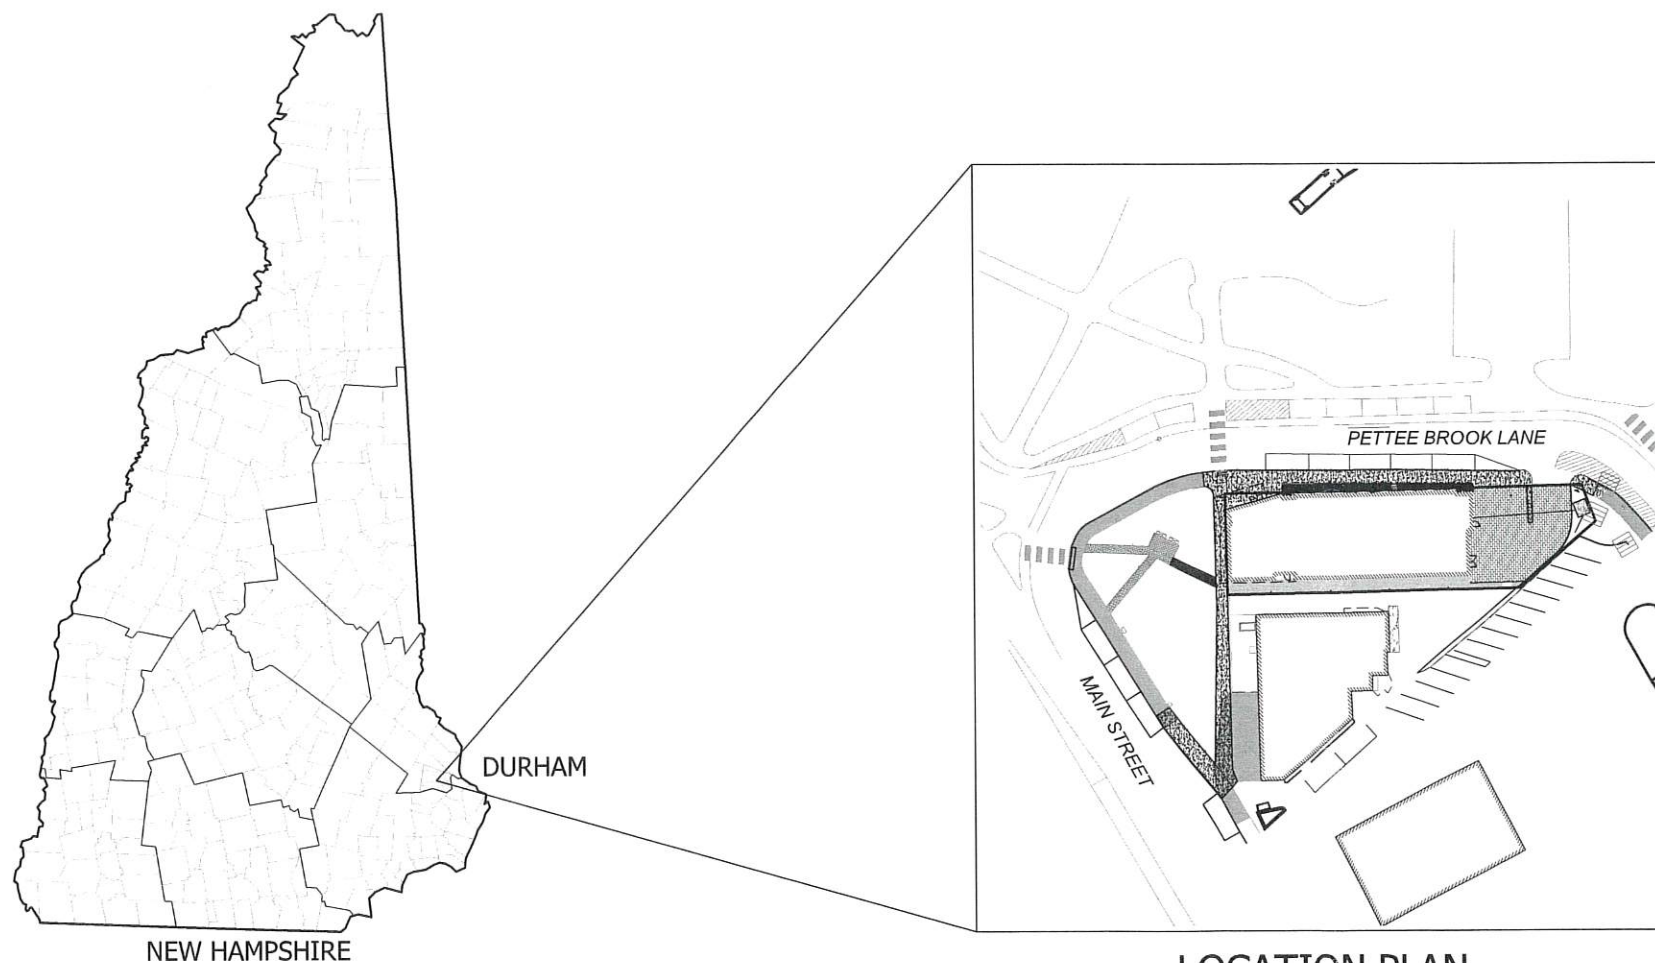 PETTEE BROOK LANE
MAIN STREET
DURHAM
NEW HAMPSHIRE
LOCATION PLAN